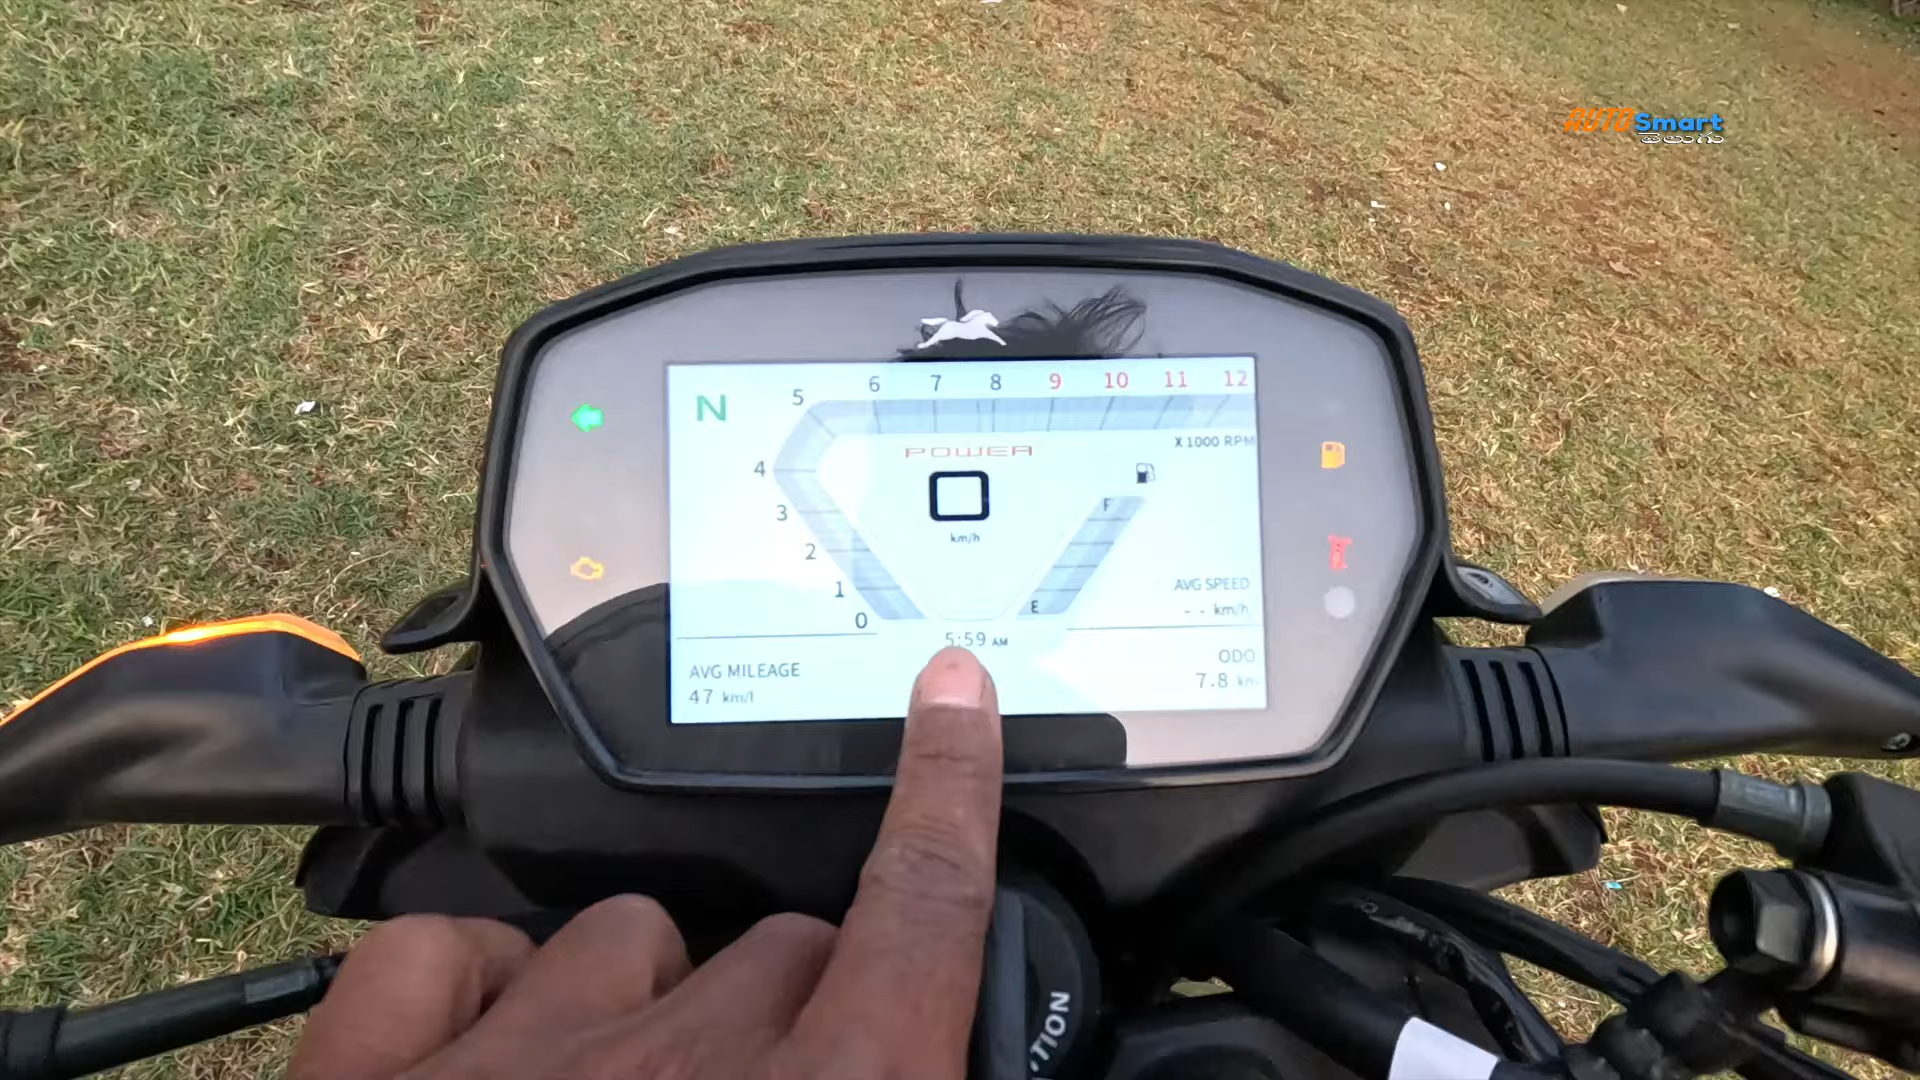 AUTO Smart
తెలుగు
5 6 7 8 9 10 11 12
N
X 1000 RPM
POWER
4
F
0
km/h
3
2
1
AVG SPEED
- - km/h
E
0
5:59 AM
AVG MILEAGE
47 km/l
ODO
7.8 km